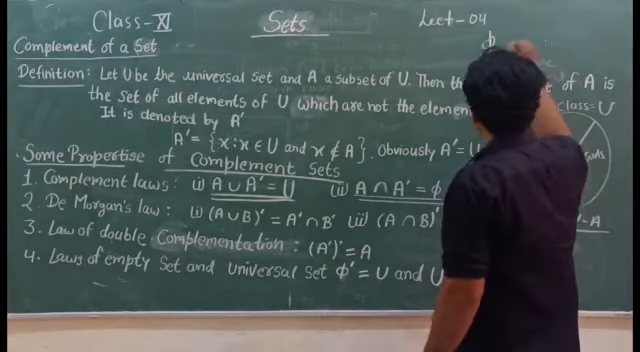 Class-XI Sets Lect-04
Complement of a Set
ϕ
Definition: Let U be the universal set and A a subset of U. Then th of A is
the set of all elements of U which are not the elemen
class=U
It is denoted by A'
A' = {x : x ∈ U and x ∉ A}. Obviously A' = U
Girls
Some Propertise of Complement Sets
1. Complement laws: (i) A ∪ A' = U (ii) A ∩ A' = ϕ
2. De Morgan's law: (i) (A ∪ B)' = A' ∩ B' (ii) (A ∩ B)'
- A
3. Law of double Complementation: (A')' = A
4. Laws of empty Set and universal set ϕ' = U and U